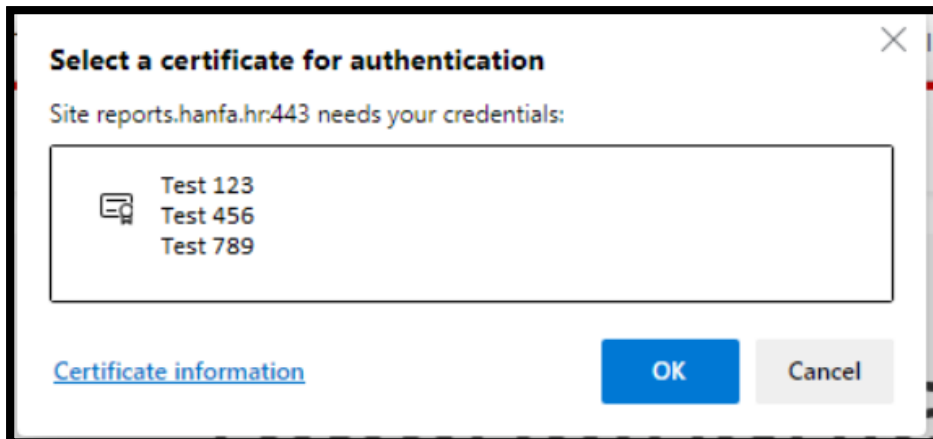 Select a certificate for authentication
Site reports.hanfa.hr:443 needs your credentials:
Test 123
Test 456
Test 789
Certificate information
OK
Cancel